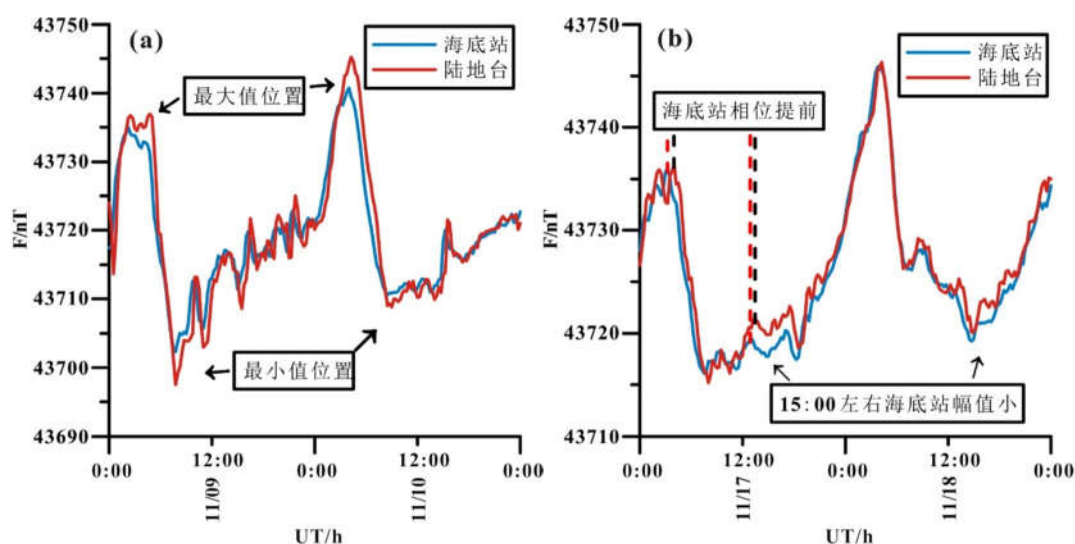 (a)
海底站
陆地台
最大值位置
最小值位置
43750
43740
43730
43720
43710
43700
43690
F/nT
0:00
12:00
0:00
12:00
0:00
11/09
11/10
UT/h
(b)
海底站
陆地台
海底站相位提前
15:00左右海底站幅值小
43750
43740
43730
43720
43710
F/nT
0:00
12:00
0:00
12:00
0:00
11/17
11/18
UT/h